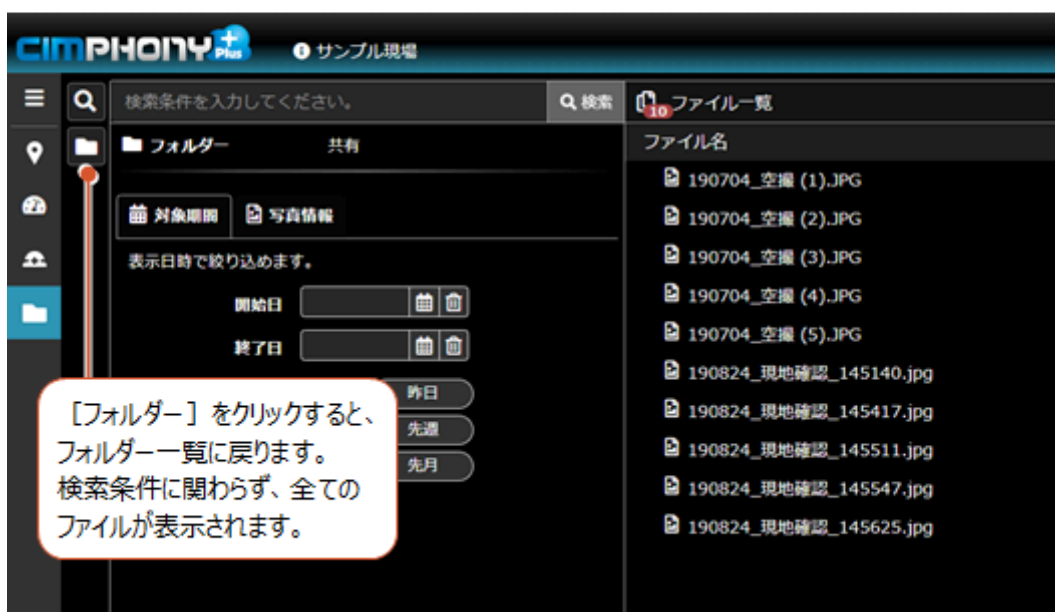 CIMPHONY Plus
サンプル現場
検索条件を入力してください。
検索
10 ファイル一覧
フォルダー 共有
ファイル名
対象期間 写真情報
表示日時で絞り込めます。
開始日
終了日
昨日
先週
先月
190704_空撮 (1).JPG
190704_空撮 (2).JPG
190704_空撮 (3).JPG
190704_空撮 (4).JPG
190704_空撮 (5).JPG
190824_現地確認_145140.jpg
190824_現地確認_145417.jpg
190824_現地確認_145511.jpg
190824_現地確認_145547.jpg
190824_現地確認_145625.jpg
［フォルダー］をクリックすると、
フォルダー一覧に戻ります。
検索条件に関わらず、全ての
ファイルが表示されます。